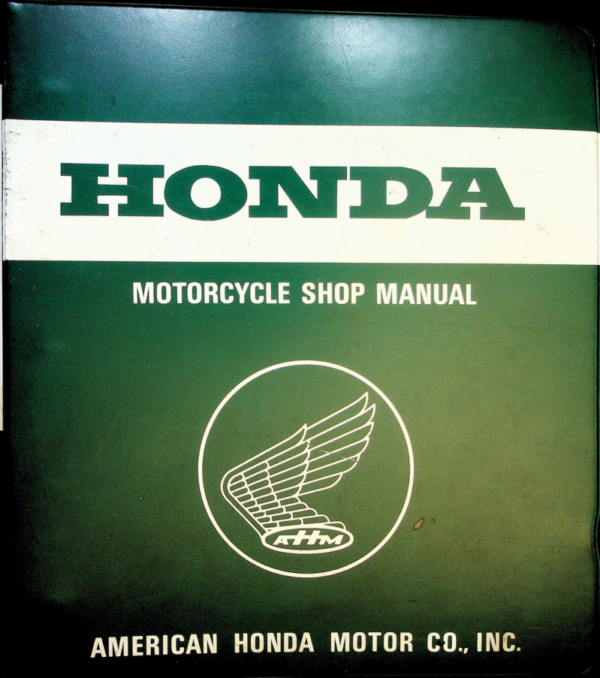 HONDA
MOTORCYCLE SHOP MANUAL
AHM
AMERICAN HONDA MOTOR CO., INC.